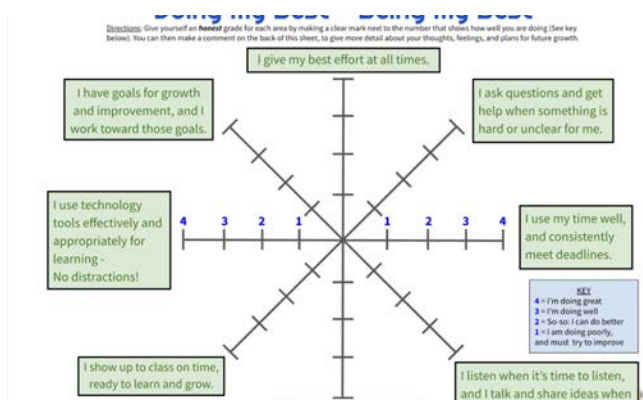 Doing my Best - Being my Best
Directions: Give yourself an honest grade for each area by making a clear mark next to the number that shows how well you are doing (See key
below). You can then make a comment on the back of this sheet, to give more detail about your thoughts, feelings, and plans for future growth.
I give my best effort at all times.
I have goals for growth
and improvement, and I
work toward those goals.
I ask questions and get
help when something is
hard or unclear for me.
I use technology
tools effectively and
appropriately for
learning -
No distractions!
4 3 2 1 1 2 3 4
I use my time well,
and consistently
meet deadlines.
KEY
4 = I'm doing great
3 = I'm doing well
2 = So-so: I can do better
1 = I am doing poorly,
and must try to improve
I show up to class on time,
ready to learn and grow.
I listen when it's time to listen,
and I talk and share ideas when